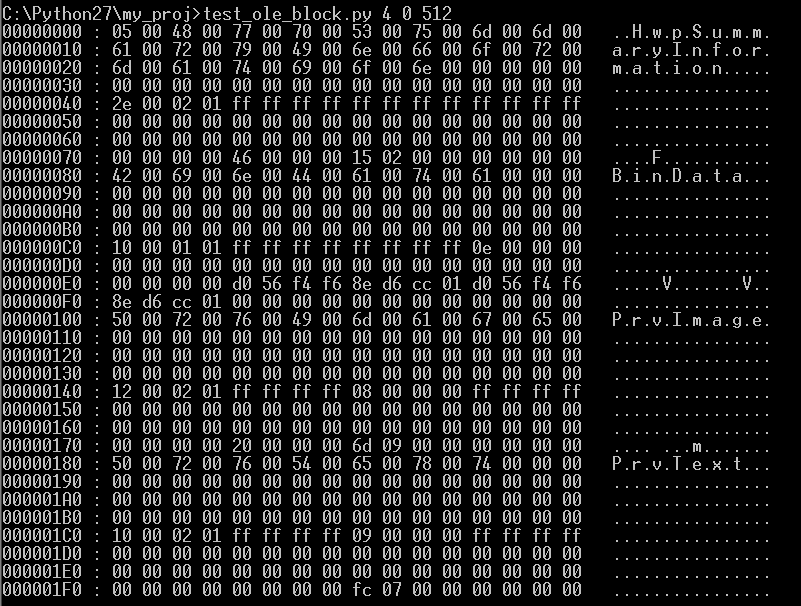 C:\Python27\my_proj>test_ole_block.py 4 0 512
00000000 : 05 00 48 00 77 00 70 00 53 00 75 00 6d 00 6d 00 ..H.w.p.S.u.m.m.
00000010 : 61 00 72 00 79 00 49 00 6e 00 66 00 6f 00 72 00 a.r.y.I.n.f.o.r.
00000020 : 6d 00 61 00 74 00 69 00 6f 00 6e 00 00 00 00 00 m.a.t.i.o.n.....
00000030 : 00 00 00 00 00 00 00 00 00 00 00 00 00 00 00 00 ................
00000040 : 2e 00 02 01 ff ff ff ff ff ff ff ff ff ff ff ff ................
00000050 : 00 00 00 00 00 00 00 00 00 00 00 00 00 00 00 00 ................
00000060 : 00 00 00 00 00 00 00 00 00 00 00 00 00 00 00 00 ................
00000070 : 00 00 00 00 46 00 00 00 15 02 00 00 00 00 00 00 ....F...........
00000080 : 42 00 69 00 6e 00 44 00 61 00 74 00 61 00 00 00 B.i.n.D.a.t.a...
00000090 : 00 00 00 00 00 00 00 00 00 00 00 00 00 00 00 00 ................
000000A0 : 00 00 00 00 00 00 00 00 00 00 00 00 00 00 00 00 ................
000000B0 : 00 00 00 00 00 00 00 00 00 00 00 00 00 00 00 00 ................
000000C0 : 10 00 01 01 ff ff ff ff ff ff ff ff 0e 00 00 00 ................
000000D0 : 00 00 00 00 00 00 00 00 00 00 00 00 00 00 00 00 ................
000000E0 : 00 00 00 00 d0 56 f4 f6 8e d6 cc 01 d0 56 f4 f6 .....V.......V..
000000F0 : 8e d6 cc 01 00 00 00 00 00 00 00 00 00 00 00 00 ................
00000100 : 50 00 72 00 76 00 49 00 6d 00 61 00 67 00 65 00 P.r.v.I.m.a.g.e.
00000110 : 00 00 00 00 00 00 00 00 00 00 00 00 00 00 00 00 ................
00000120 : 00 00 00 00 00 00 00 00 00 00 00 00 00 00 00 00 ................
00000130 : 00 00 00 00 00 00 00 00 00 00 00 00 00 00 00 00 ................
00000140 : 12 00 02 01 ff ff ff ff 08 00 00 00 ff ff ff ff ................
00000150 : 00 00 00 00 00 00 00 00 00 00 00 00 00 00 00 00 ................
00000160 : 00 00 00 00 00 00 00 00 00 00 00 00 00 00 00 00 ................
00000170 : 00 00 00 00 20 00 00 00 6d 09 00 00 00 00 00 00 .... ...m.......
00000180 : 50 00 72 00 76 00 54 00 65 00 78 00 74 00 00 00 P.r.v.T.e.x.t...
00000190 : 00 00 00 00 00 00 00 00 00 00 00 00 00 00 00 00 ................
000001A0 : 00 00 00 00 00 00 00 00 00 00 00 00 00 00 00 00 ................
000001B0 : 00 00 00 00 00 00 00 00 00 00 00 00 00 00 00 00 ................
000001C0 : 10 00 02 01 ff ff ff ff 09 00 00 00 ff ff ff ff ................
000001D0 : 00 00 00 00 00 00 00 00 00 00 00 00 00 00 00 00 ................
000001E0 : 00 00 00 00 00 00 00 00 00 00 00 00 00 00 00 00 ................
000001F0 : 00 00 00 00 00 00 00 00 fc 07 00 00 00 00 00 00 ................